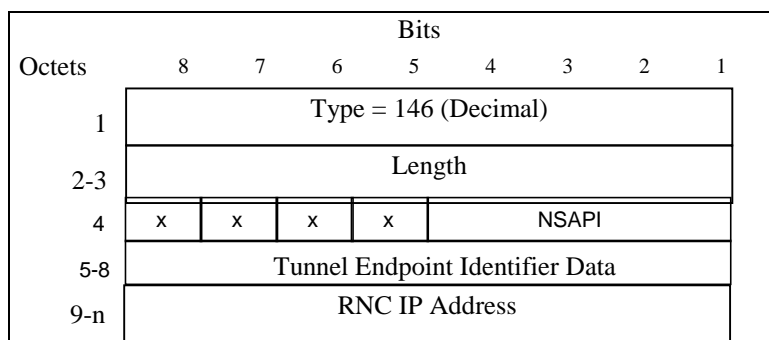 Bits
Octets 8 7 6 5 4 3 2 1
1 Type = 146 (Decimal)
2-3 Length
4 x x x x NSAPI
5-8 Tunnel Endpoint Identifier Data
9-n RNC IP Address